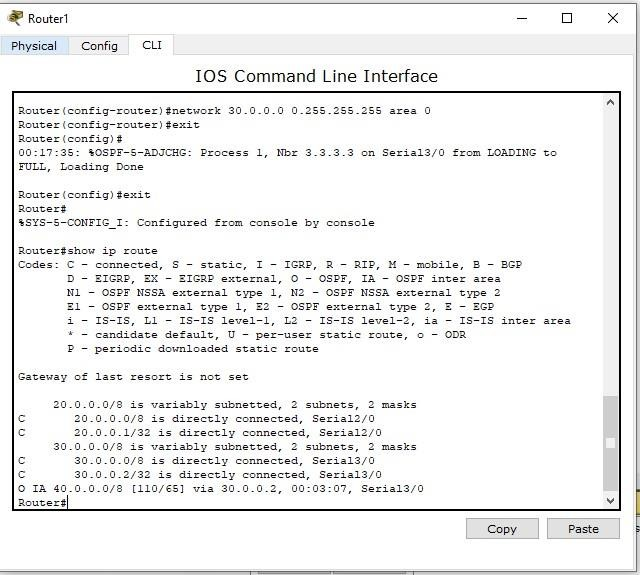 Router1
Physical Config CLI
IOS Command Line Interface
Router(config-router)#network 30.0.0.0 0.255.255.255 area 0
Router(config-router)#exit
Router(config)#
00:17:35: %OSPF-5-ADJCHG: Process 1, Nbr 3.3.3.3 on Serial3/0 from LOADING to
FULL, Loading Done
Router(config)#exit
Router#
%SYS-5-CONFIG_I: Configured from console by console
Router#show ip route
Codes: C - connected, S - static, I - IGRP, R - RIP, M - mobile, B - BGP
D - EIGRP, EX - EIGRP external, O - OSPF, IA - OSPF inter area
N1 - OSPF NSSA external type 1, N2 - OSPF NSSA external type 2
E1 - OSPF external type 1, E2 - OSPF external type 2, E - EGP
i - IS-IS, L1 - IS-IS level-1, L2 - IS-IS level-2, ia - IS-IS inter area
* - candidate default, U - per-user static route, o - ODR
P - periodic downloaded static route
Gateway of last resort is not set
20.0.0.0/8 is variably subnetted, 2 subnets, 2 masks
C 20.0.0.0/8 is directly connected, Serial2/0
C 20.0.0.1/32 is directly connected, Serial2/0
30.0.0.0/8 is variably subnetted, 2 subnets, 2 masks
C 30.0.0.0/8 is directly connected, Serial3/0
C 30.0.0.2/32 is directly connected, Serial3/0
O IA 40.0.0.0/8 [110/65] via 30.0.0.2, 00:03:07, Serial3/0
Router#
Copy Paste